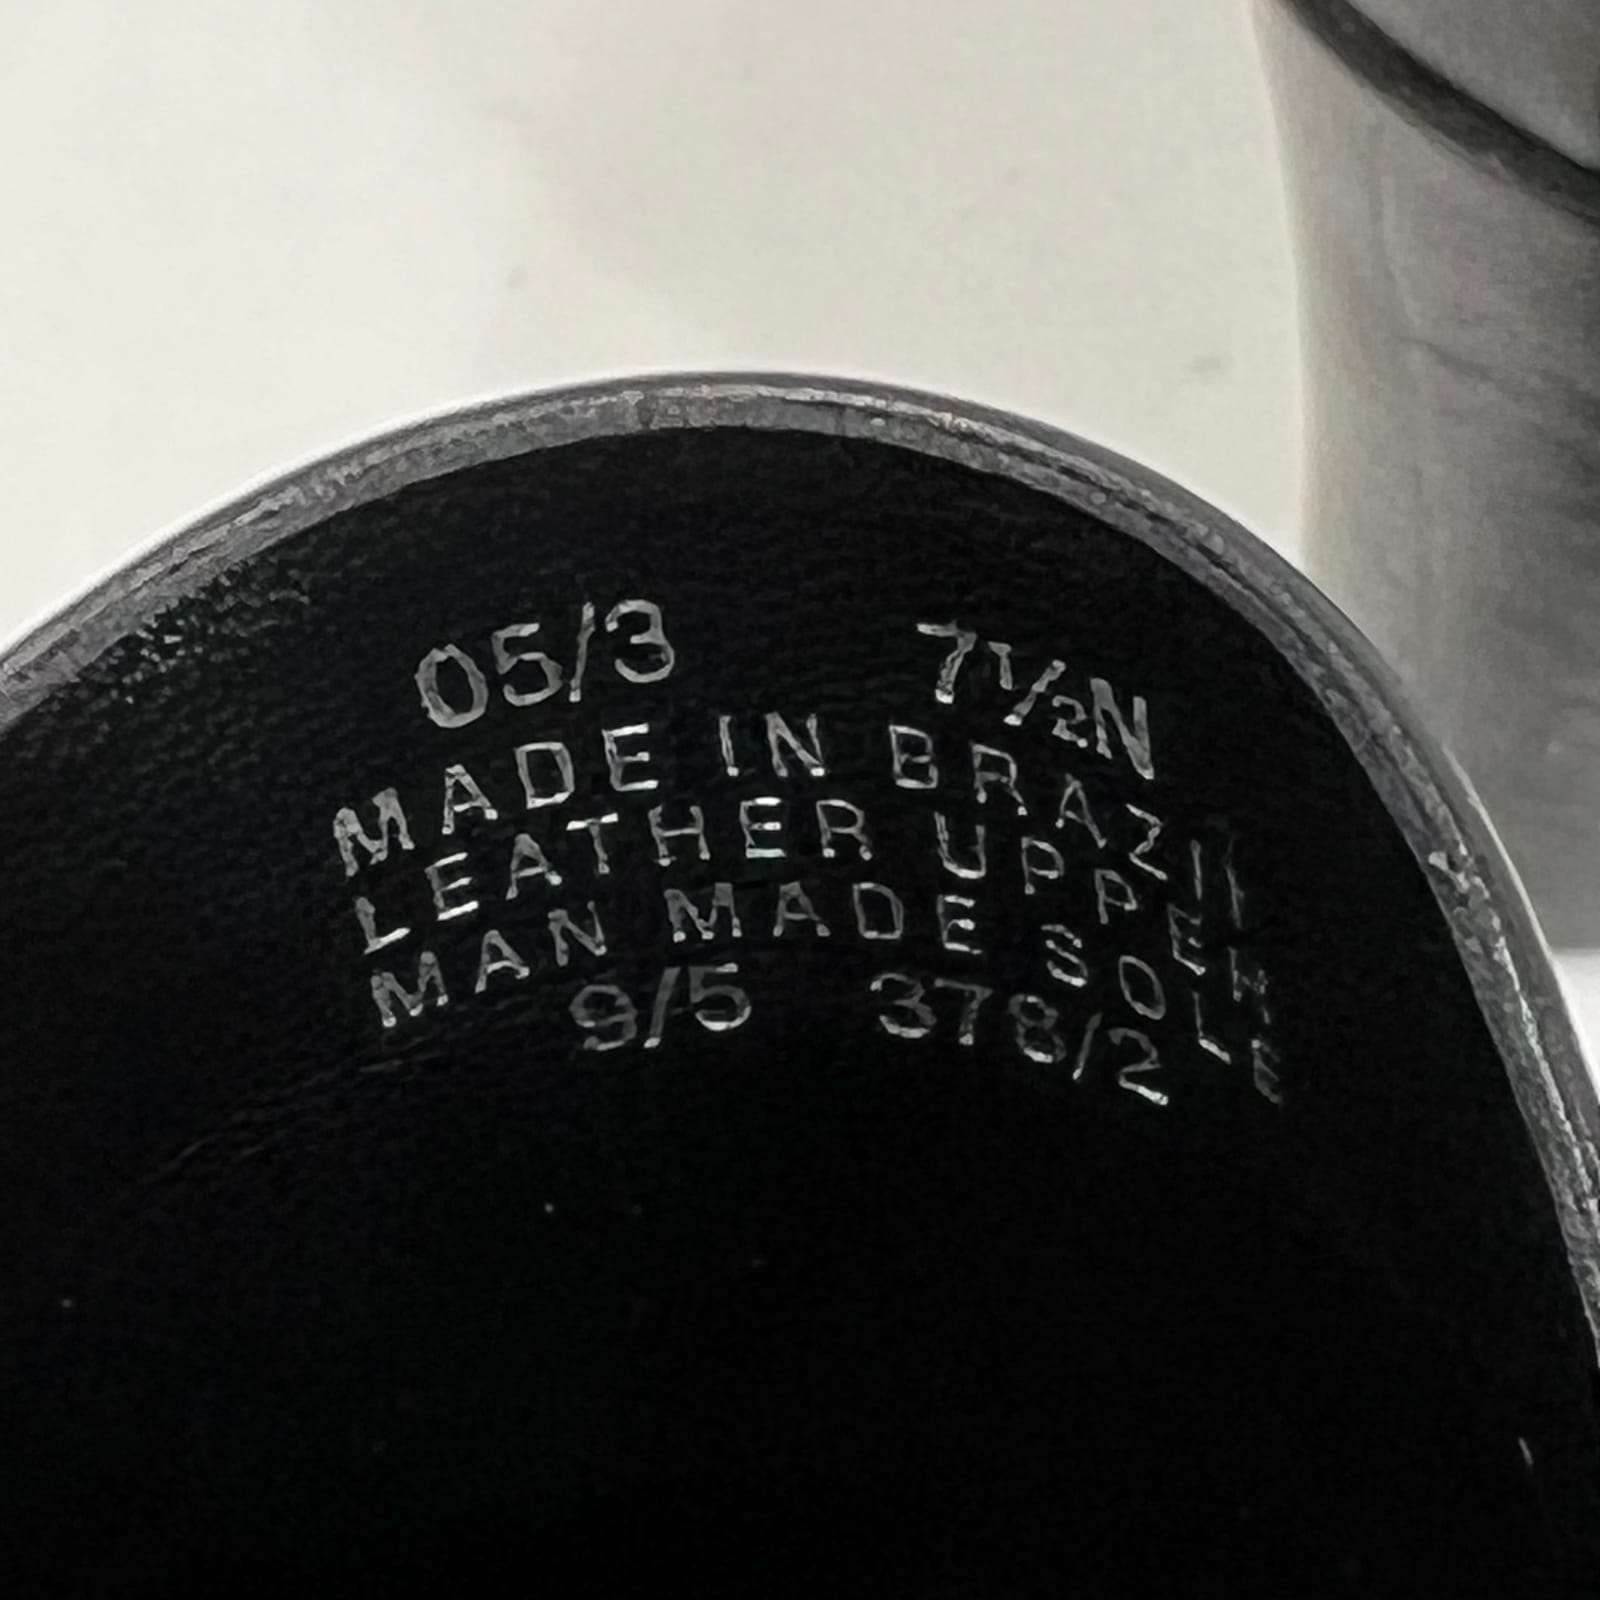 05/3 7½N
MADE IN BRAZIL
LEATHER UPPER
MAN MADE SOLE
9/5 378/2